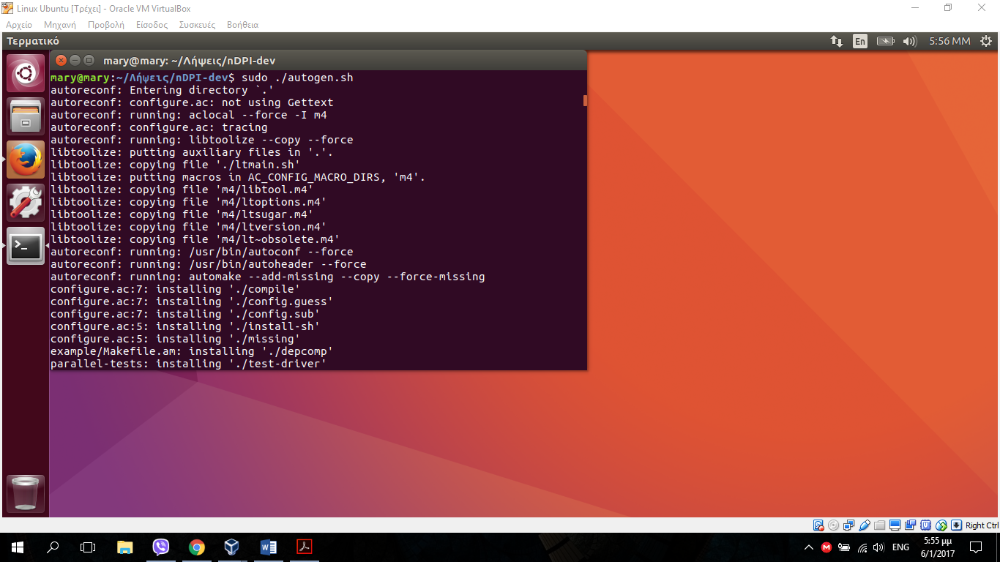 Linux Ubuntu [Τρέχει] - Oracle VM VirtualBox
Αρχείο Μηχανή Προβολή Είσοδος Συσκευές Βοήθεια
Τερματικό En 5:56 ΜΜ
mary@mary: ~/Λήψεις/nDPI-dev
mary@mary:~/Λήψεις/nDPI-dev$ sudo ./autogen.sh
autoreconf: Entering directory `.'
autoreconf: configure.ac: not using Gettext
autoreconf: running: aclocal --force -I m4
autoreconf: configure.ac: tracing
autoreconf: running: libtoolize --copy --force
libtoolize: putting auxiliary files in '.'.
libtoolize: copying file './ltmain.sh'
libtoolize: putting macros in AC_CONFIG_MACRO_DIRS, 'm4'.
libtoolize: copying file 'm4/libtool.m4'
libtoolize: copying file 'm4/ltoptions.m4'
libtoolize: copying file 'm4/ltsugar.m4'
libtoolize: copying file 'm4/ltversion.m4'
libtoolize: copying file 'm4/lt~obsolete.m4'
autoreconf: running: /usr/bin/autoconf --force
autoreconf: running: /usr/bin/autoheader --force
autoreconf: running: automake --add-missing --copy --force-missing
configure.ac:7: installing './compile'
configure.ac:7: installing './config.guess'
configure.ac:7: installing './config.sub'
configure.ac:5: installing './install-sh'
configure.ac:5: installing './missing'
example/Makefile.am: installing './depcomp'
parallel-tests: installing './test-driver'
Right Ctrl
ENG
5:55 μμ
6/1/2017